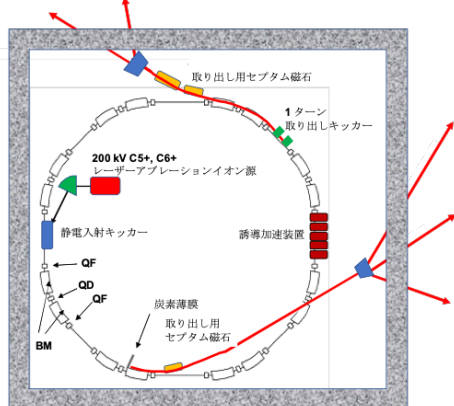 取り出し用セプタム磁石
1 ターン
取り出しキッカー
200 kV C5+, C6+
レーザーアブレーションイオン源
静電入射キッカー
誘導加速装置
QF
QD
QF
BM
炭素薄膜
取り出し用
セプタム磁石